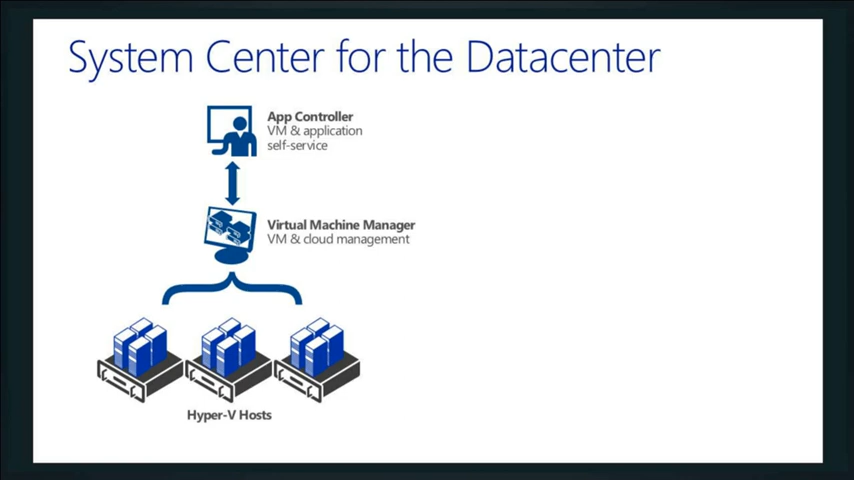 System Center for the Datacenter
App Controller
VM & application
self-service
Virtual Machine Manager
VM & cloud management
Hyper-V Hosts